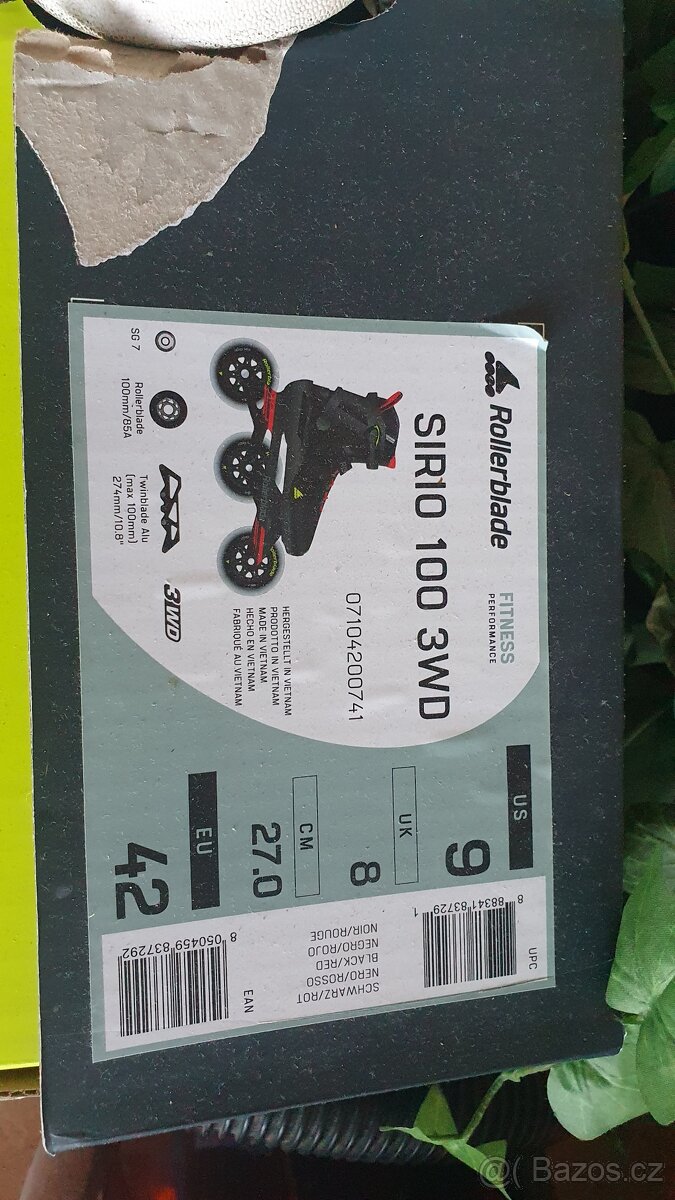 Rollerblade
FITNESS
PERFORMANCE
SIRIO 100 3WD
07104200741
HERGESTELLT IN VIETNAM
PRODOTTO IN VIETNAM
MADE IN VIETNAM
HECHO EN VIETNAM
FABRIQUÉ AU VIETNAM
SG 7
Rollerblade
100mm/85A
Twinblade Alu
(max 100mm)
274mm/10.8"
3WD
US
9
UK
8
CM
27.0
EU
42
UPC
8 88341 83729 1
SCHWARZ/ROT
NERO/ROSSO
BLACK/RED
NEGRO/ROJO
NOIR/ROUGE
EAN
8 050459 837292
@( Bazos.cz